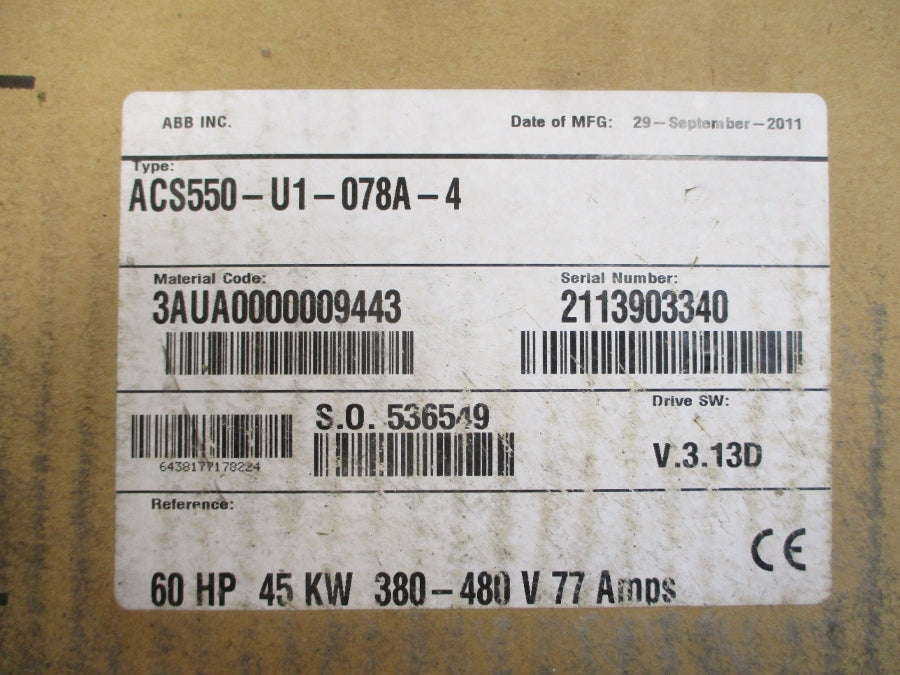 ABB INC. Date of MFG: 29-September-2011
Type:
ACS550-U1-078A-4
Material Code: Serial Number:
3AUA0000009443 2113903340
S.O. 536549 Drive SW:
6438177178224 V.3.13D
Reference:
CE
60 HP 45 KW 380-480 V 77 Amps